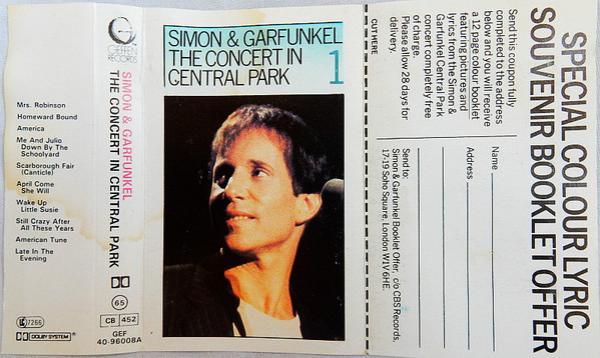 GEFFEN
RECORDS
Mrs. Robinson
Homeward Bound
America
Me And Julio
Down By The
Schoolyard
Scarborough Fair
(Canticle)
April Come
She Will
Wake Up
Little Susie
Still Crazy After
All These Years
American Tune
Late In The
Evening
7266
DOLBY SYSTEM
SIMON & GARFUNKEL
THE CONCERT IN CENTRAL PARK
65
CB 452
GEF
40-96008A
SIMON & GARFUNKEL
THE CONCERT IN
CENTRAL PARK
1
CUT HERE
SPECIAL COLOUR LYRIC
SOUVENIR BOOKLET OFFER
Send this coupon fully
completed to the address
below and you will receive
a 12 page colour booklet
featuring pictures and
lyrics from the Simon &
Garfunkel Central Park
concert completely free
of charge.
Please allow 28 days for
delivery.
Name
Address
Send to:
Simon & Garfunkel Booklet Offer, c/o CBS Records,
17-19 Soho Square, London W1V 6HE.